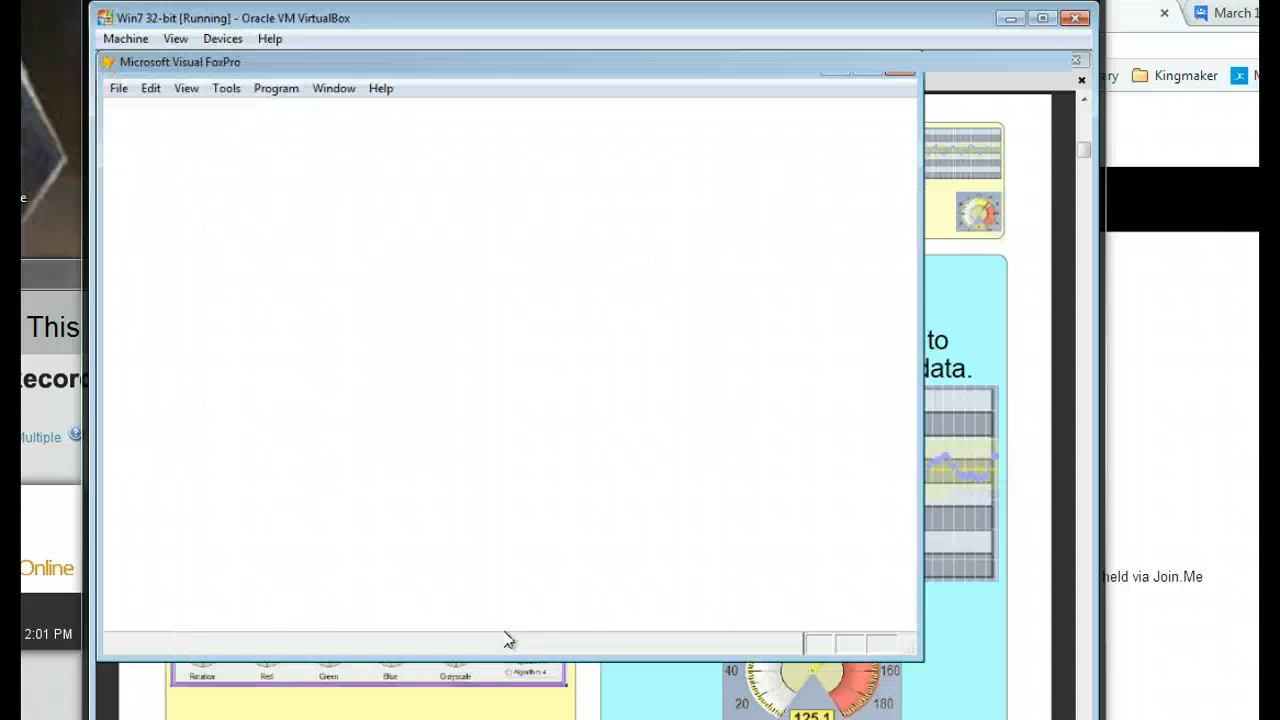 Win7 32-bit [Running] - Oracle VM VirtualBox
March 1
Machine View Devices Help
Microsoft Visual FoxPro
Kingmaker
File Edit View Tools Program Window Help
This
to
data.
Multiple
Online
held via Join.Me
2:01 PM
Rotation Red Green Blue Grayscale
40 160
20 180
125.1